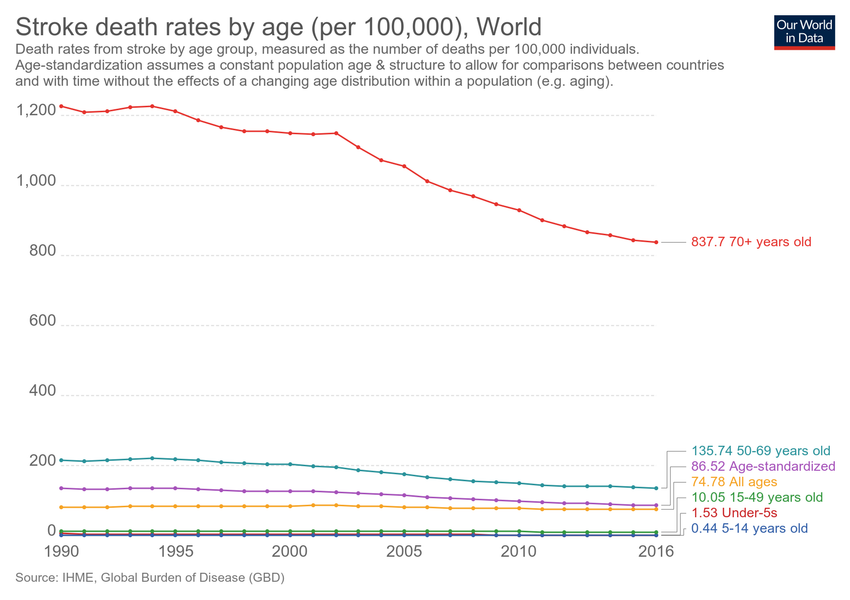 Stroke death rates by age (per 100,000), World
Our World
in Data
Death rates from stroke by age group, measured as the number of deaths per 100,000 individuals.
Age-standardization assumes a constant population age & structure to allow for comparisons between countries
and with time without the effects of a changing age distribution within a population (e.g. aging).
1,200
1,000
800
600
400
200
0
837.7 70+ years old
135.74 50-69 years old
86.52 Age-standardized
74.78 All ages
10.05 15-49 years old
1.53 Under-5s
0.44 5-14 years old
1990
1995
2000
2005
2010
2016
Source: IHME, Global Burden of Disease (GBD)